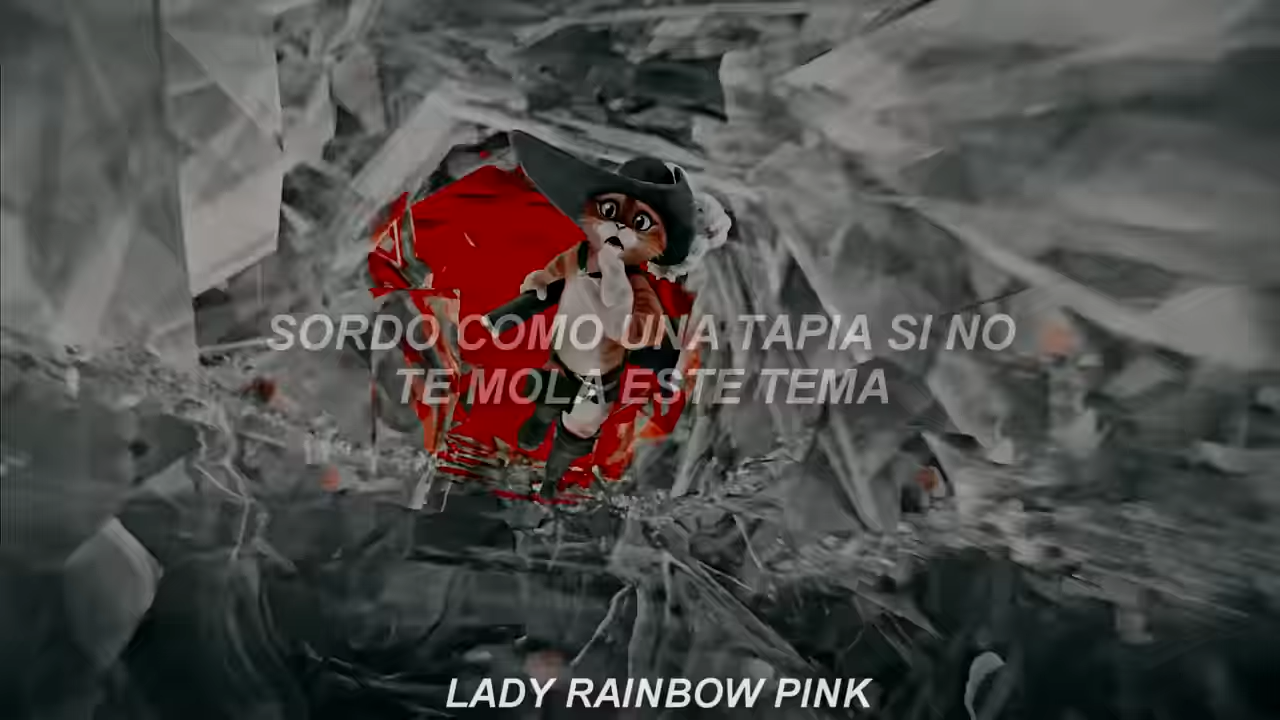 SORDO COMO UNA TAPIA SI NO
TE MOLA ESTE TEMA
LADY RAINBOW PINK